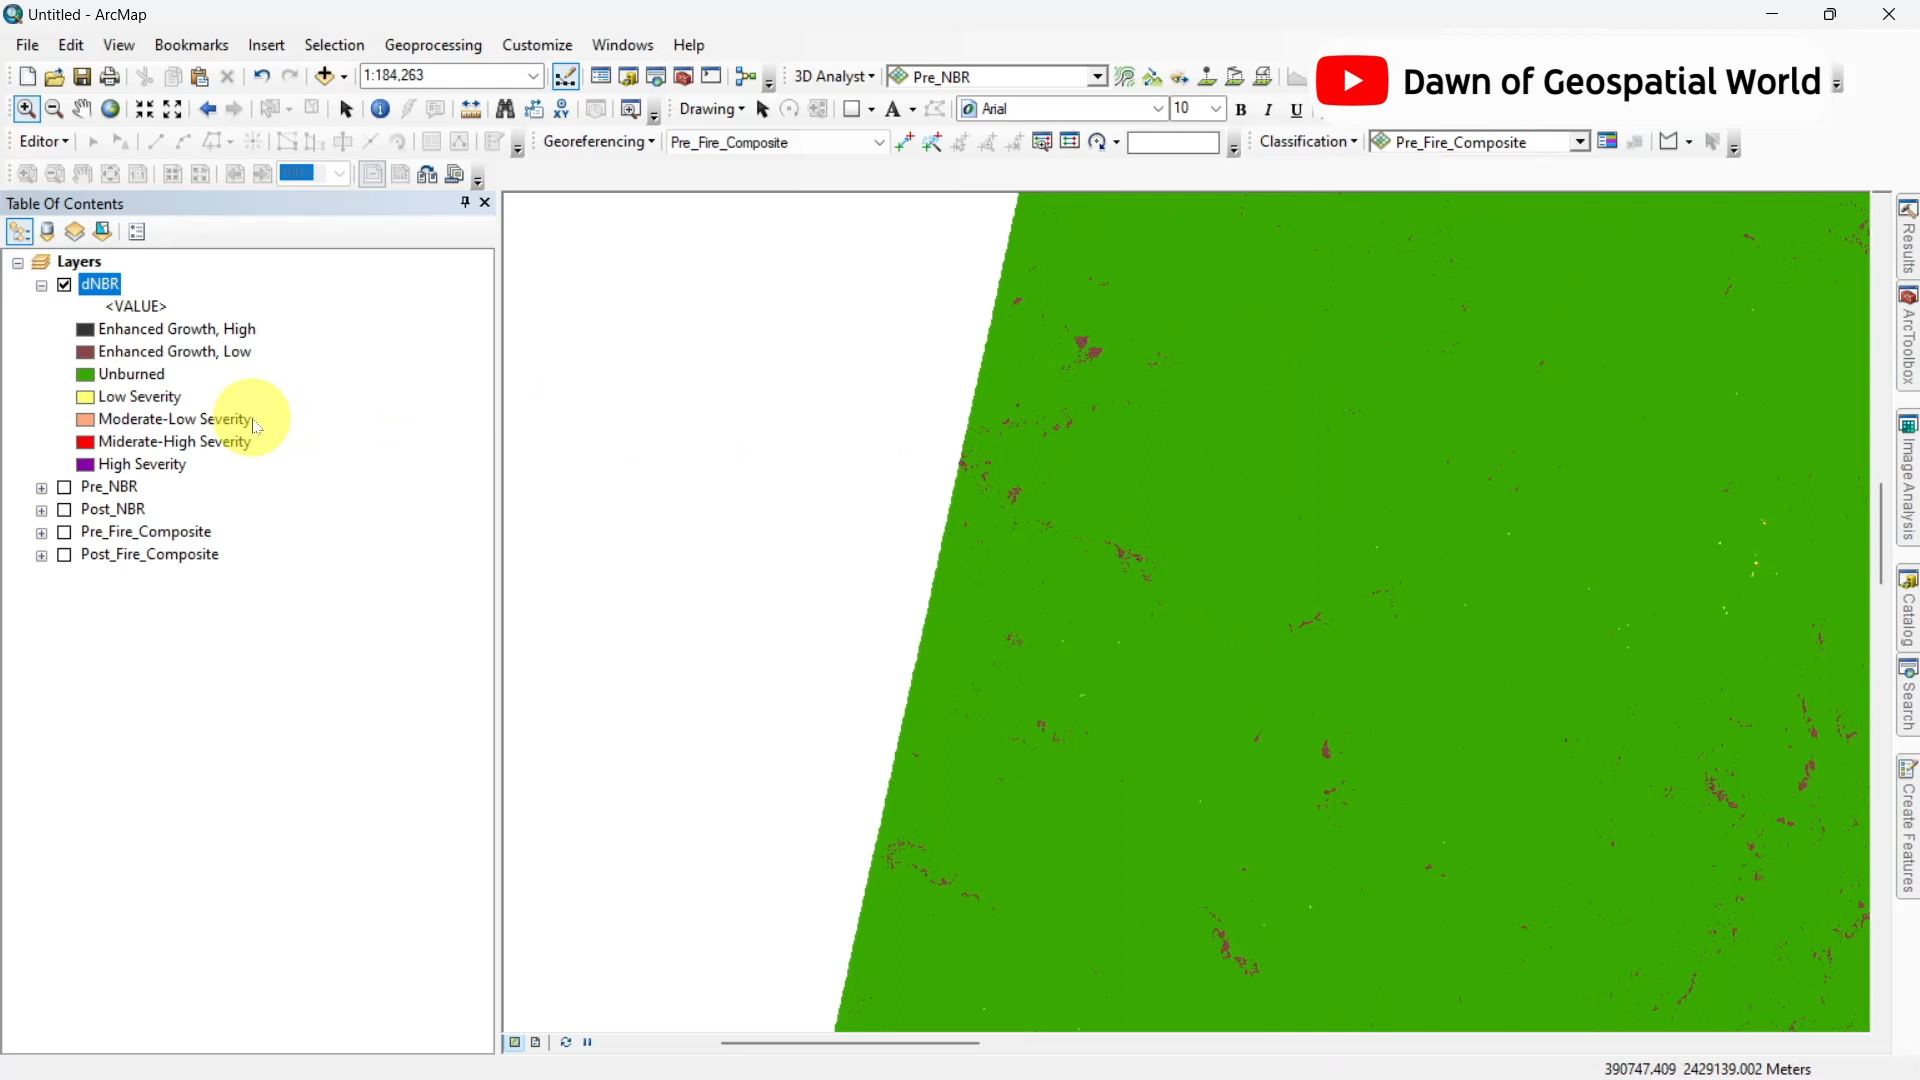 Untitled - ArcMap
File Edit View Bookmarks Insert Selection Geoprocessing Customize Windows Help
1:184,263 3D Analyst Pre_NBR
Dawn of Geospatial World
Drawing A Arial 10 B I U
Editor Georeferencing Pre_Fire_Composite Classification Pre_Fire_Composite
Table Of Contents
Layers
dNBR
<VALUE>
Enhanced Growth, High
Enhanced Growth, Low
Unburned
Low Severity
Moderate-Low Severity
Miderate-High Severity
High Severity
Pre_NBR
Post_NBR
Pre_Fire_Composite
Post_Fire_Composite
Results
ArcToolbox
Image Analysis
Catalog
Search
Create Features
390747.409 2429139.002 Meters